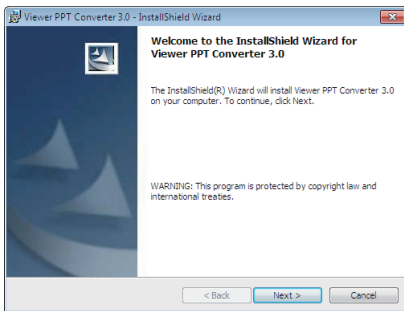 Viewer PPT Converter 3.0 - InstallShield Wizard
Welcome to the InstallShield Wizard for
Viewer PPT Converter 3.0
The InstallShield(R) Wizard will install Viewer PPT Converter 3.0
on your computer. To continue, click Next.
WARNING: This program is protected by copyright law and
international treaties.
< Back Next > Cancel